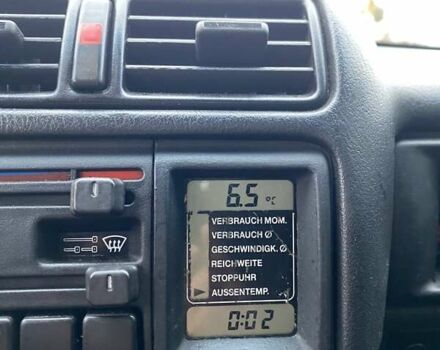 6.5 °C
VERBRAUCH MOM.
VERBRAUCH Ø
GESCHWINDIGK. Ø
REICHWEITE
STOPPUHR
AUSSENTEMP.
0:02